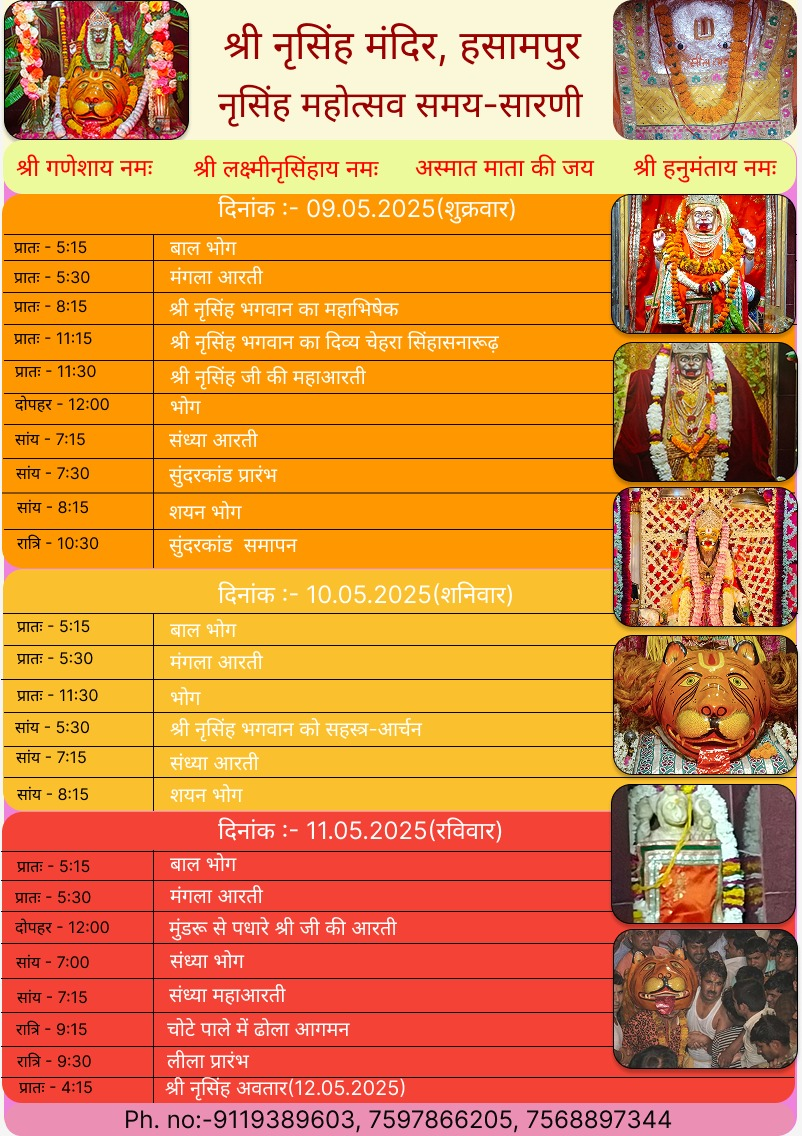 श्री नृसिंह मंदिर, हसामपुर
नृसिंह महोत्सव समय-सारणी
श्री गणेशाय नमः श्री लक्ष्मीनृसिंहाय नमः अस्मात माता की जय श्री हनुमंताय नमः
दिनांक :- 09.05.2025(शुक्रवार)
प्रातः - 5:15 बाल भोग
प्रातः - 5:30 मंगला आरती
प्रातः - 8:15 श्री नृसिंह भगवान का महाभिषेक
प्रातः - 11:15 श्री नृसिंह भगवान का दिव्य चेहरा सिंहासनारूढ़
प्रातः - 11:30 श्री नृसिंह जी की महाआरती
दोपहर - 12:00 भोग
सांय - 7:15 संध्या आरती
सांय - 7:30 सुंदरकांड प्रारंभ
सांय - 8:15 शयन भोग
रात्रि - 10:30 सुंदरकांड समापन
दिनांक :- 10.05.2025(शनिवार)
प्रातः - 5:15 बाल भोग
प्रातः - 5:30 मंगला आरती
प्रातः - 11:30 भोग
सांय - 5:30 श्री नृसिंह भगवान को सहस्त्र-आर्चन
सांय - 7:15 संध्या आरती
सांय - 8:15 शयन भोग
दिनांक :- 11.05.2025(रविवार)
प्रातः - 5:15 बाल भोग
प्रातः - 5:30 मंगला आरती
दोपहर - 12:00 मुंडरू से पधारे श्री जी की आरती
सांय - 7:00 संध्या भोग
सांय - 7:15 संध्या महाआरती
रात्रि - 9:15 चोटे पाले में ढोला आगमन
रात्रि - 9:30 लीला प्रारंभ
प्रातः - 4:15 श्री नृसिंह अवतार(12.05.2025)
Ph. no:-9119389603, 7597866205, 7568897344